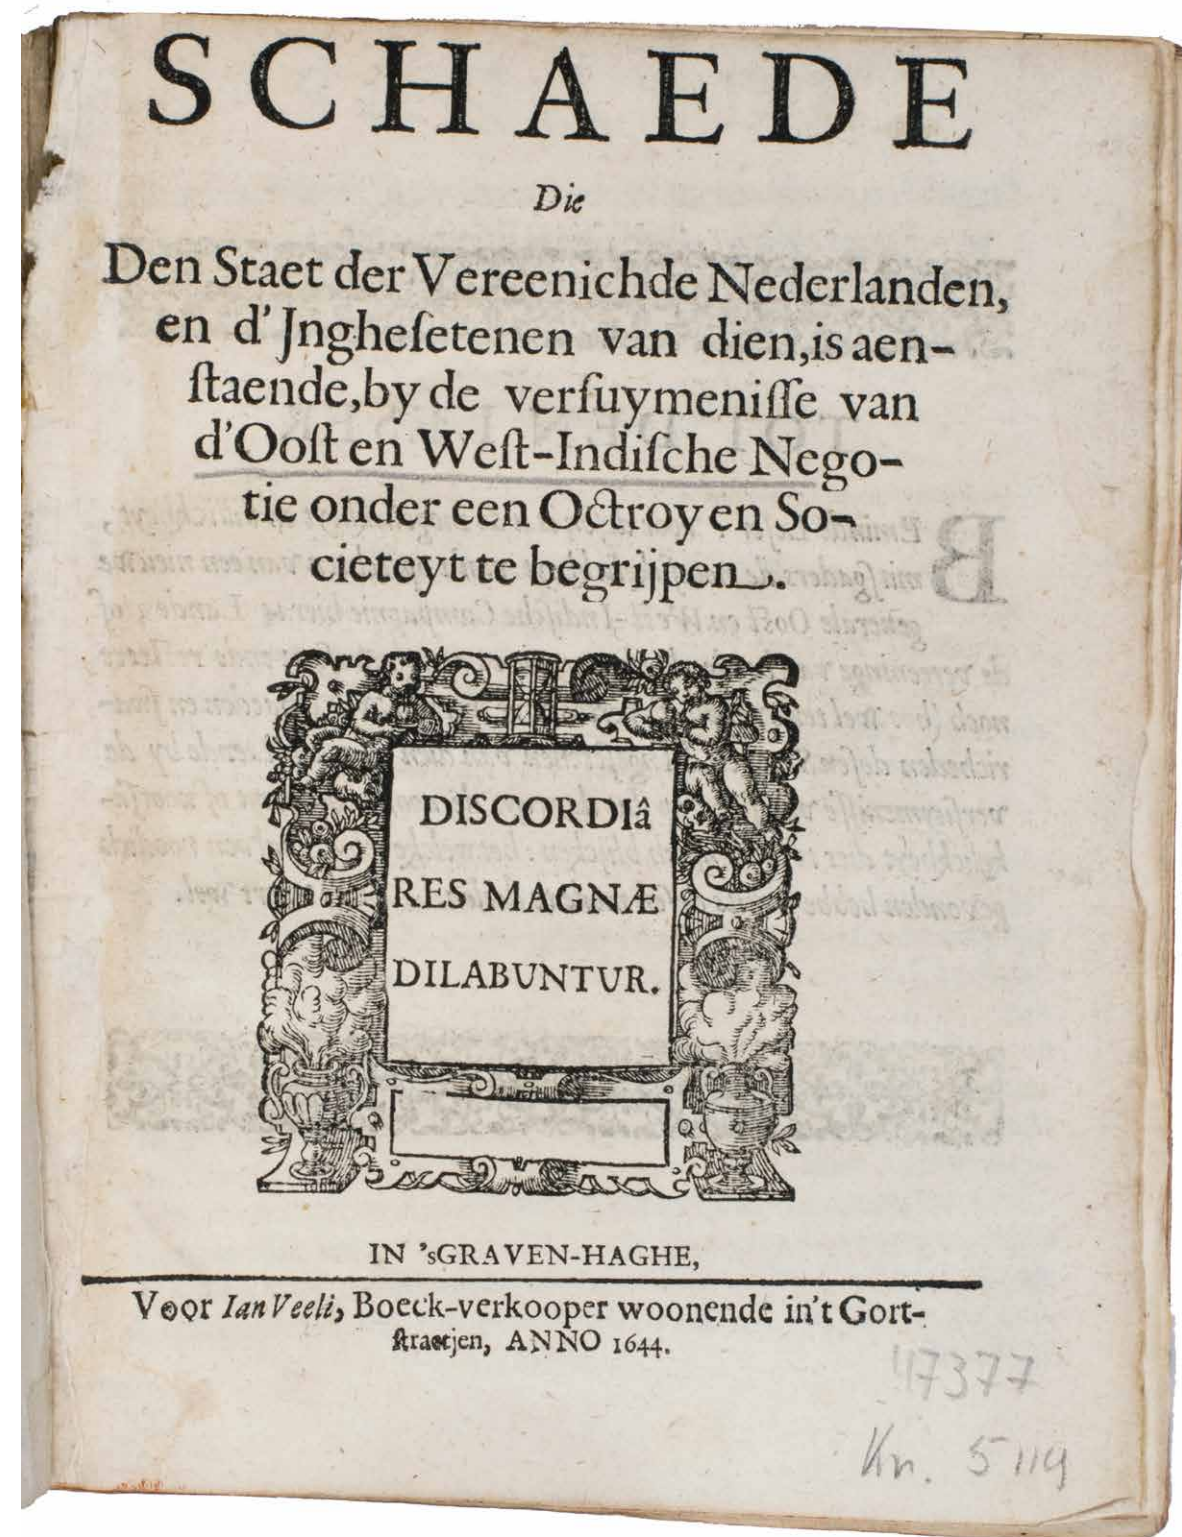 SCHAEDE
Die
Den Staet der Vereenichde Nederlanden,
en d'Jngheſetenen van dien, is aen-
ſtaende, by de verſuymeniſſe van
d'Ooſt en Weſt-Indiſche Nego-
tie onder een Octroy en So-
cieteyt te begrijpen.
DISCORDIâ
RES MAGNÆ
DILABUNTUR.
IN 'sGRAVEN-HAGHE,
Voor Ian Veeli, Boeck-verkooper woonende in't Gort-
ſtraetjen, ANNO 1644.
47377
Kn. 5119